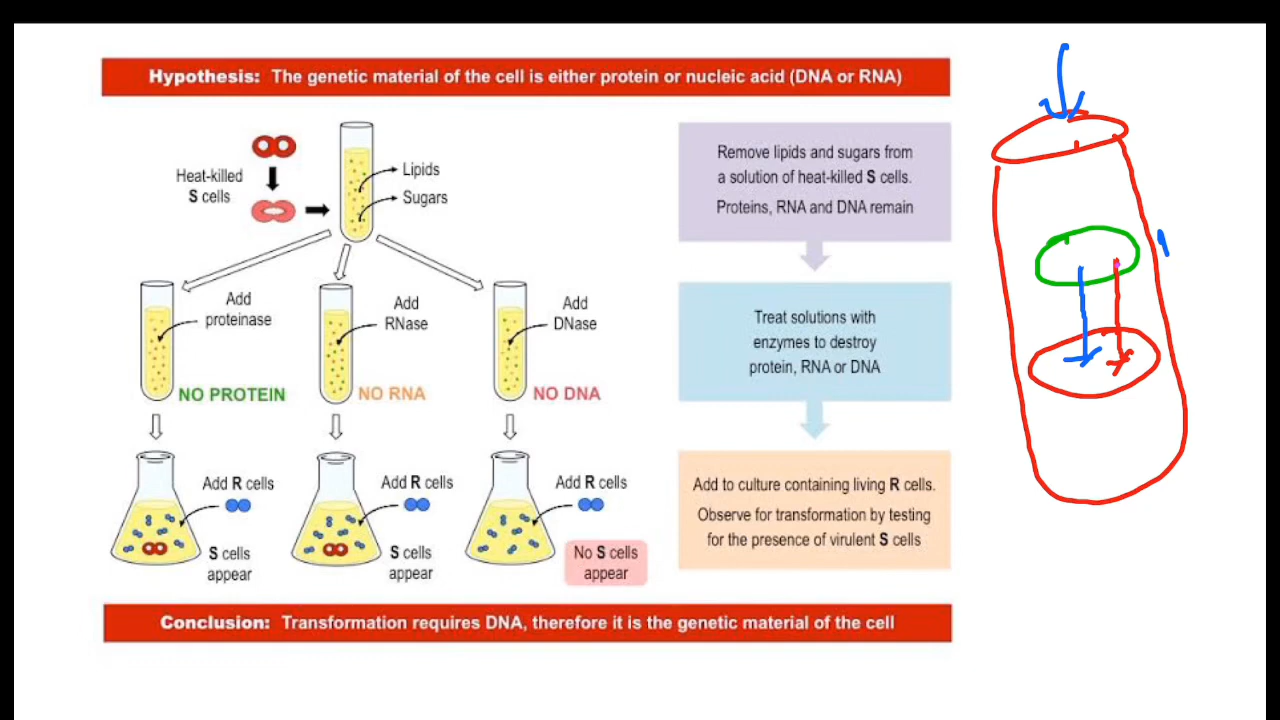 Hypothesis: The genetic material of the cell is either protein or nucleic acid (DNA or RNA)
Heat-killed
S cells
Lipids
Sugars
Remove lipids and sugars from
a solution of heat-killed S cells.
Proteins, RNA and DNA remain
Add
proteinase
NO PROTEIN
Add
RNase
NO RNA
Add
DNase
NO DNA
Treat solutions with
enzymes to destroy
protein, RNA or DNA
Add R cells
S cells
appear
Add R cells
S cells
appear
Add R cells
No S cells
appear
Add to culture containing living R cells.
Observe for transformation by testing
for the presence of virulent S cells
Conclusion: Transformation requires DNA, therefore it is the genetic material of the cell